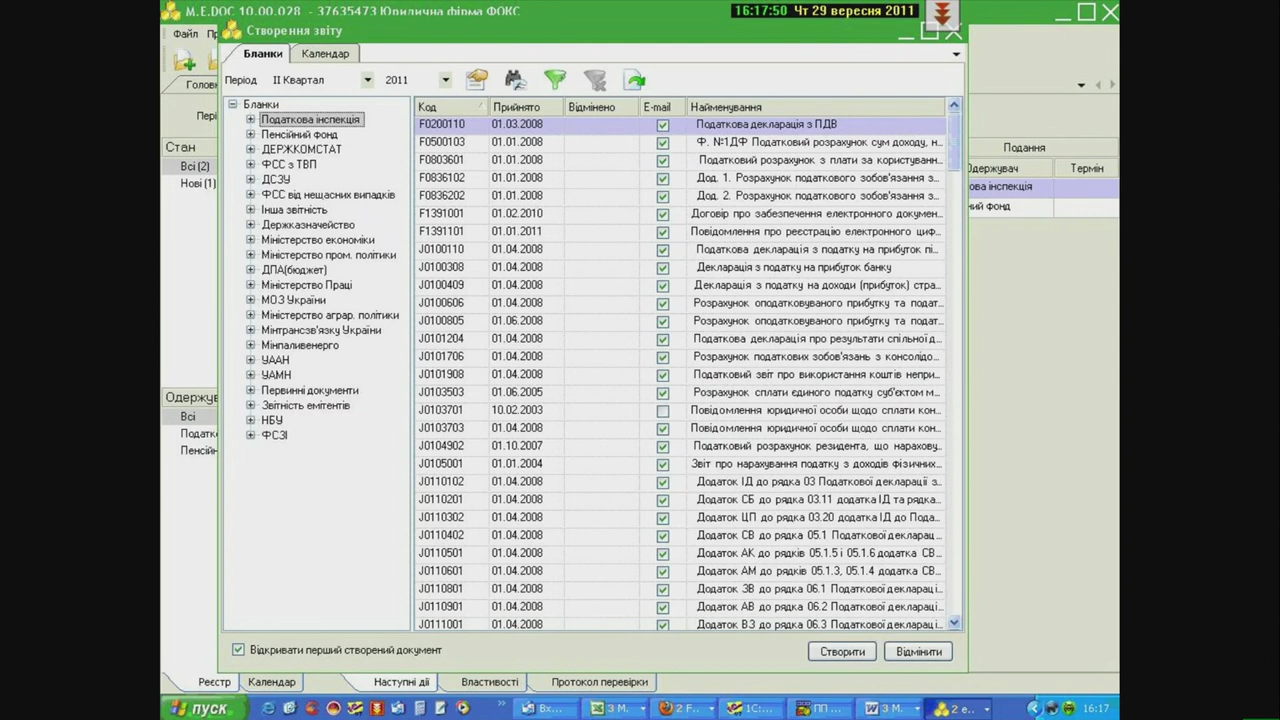 M.E.DOC 10.00.028 - 37635473 Юридична фірма ФОКС
16:17:50 Чт 29 вересня 2011
Файл
Створення звіту
Бланки Календар
Період II Квартал 2011
Бланки
Податкова інспекція
Пенсійний фонд
ДЕРЖКОМСТАТ
ФСС з ТВП
ДСЗУ
ФСС від нещасних випадків
Інша звітність
Держказначейство
Міністерство економіки
Міністерство пром. політики
ДПА(бюджет)
Міністерство Праці
МОЗ України
Міністерство аграр. політики
Мінтрансзв'язку України
Мінпаливенерго
УААН
УАМН
Первинні документи
Звітність емітентів
НБУ
ФСЗІ
Код Прийнято Відмінено E-mail Найменування
F0200110 01.03.2008 Податкова декларація з ПДВ
F0500103 01.01.2008 Ф. №1ДФ Податковий розрахунок сум доходу, н...
F0803601 01.01.2008 Податковий розрахунок з плати за користуванн...
F0836102 01.01.2008 Дод. 1. Розрахунок податкового зобов'язання з...
F0836202 01.01.2008 Дод. 2. Розрахунок податкового зобов'язання з...
F1391001 01.02.2010 Договір про забезпечення електронного докумен...
F1391101 01.01.2011 Повідомлення про реєстрацію електронного циф...
J0100110 01.04.2008 Податкова декларація з податку на прибуток пі...
J0100308 01.04.2008 Декларація з податку на прибуток банку
J0100409 01.04.2008 Декларація з податку на доходи (прибуток) стра...
J0100606 01.04.2008 Розрахунок оподатковуваного прибутку та подат...
J0100805 01.06.2008 Розрахунок оподатковуваного прибутку та подат...
J0101204 01.04.2008 Податкова декларація про результати спільної д...
J0101706 01.04.2008 Розрахунок податкових зобов'язань з консолідо...
J0101908 01.04.2008 Податковий звіт про використання коштів непри...
J0103503 01.06.2005 Розрахунок сплати єдиного податку суб'єктом м...
J0103701 10.02.2003 Повідомлення юридичної особи щодо сплати кон...
J0103703 01.04.2008 Повідомлення юридичної особи щодо сплати кон...
J0104902 01.10.2007 Податковий розрахунок резидента, що нарахову...
J0105001 01.01.2004 Звіт про нарахування податку з доходів фізичних...
J0110102 01.04.2008 Додаток ІД до рядка 03 Податкової декларації з...
J0110201 01.04.2008 Додаток СБ до рядка 03.11 додатка ІД та рядка...
J0110302 01.04.2008 Додаток ЦП до рядка 03.20 додатка ІД до Пода...
J0110402 01.04.2008 Додаток СВ до рядка 05.1 Податкової декларац...
J0110501 01.04.2008 Додаток АК до рядків 05.1.5 і 05.1.6 додатка СВ...
J0110601 01.04.2008 Додаток АМ до рядків 05.1.3, 05.1.4 додатка СВ...
J0110801 01.04.2008 Додаток ЗВ до рядка 06.1 Податкової декларац і...
J0110901 01.04.2008 Додаток АВ до рядка 06.2 Податкової деклараці...
J0111001 01.04.2008 Додаток ВЗ до рядка 06.3 Податкової деклараці...
Стан
Всі (2)
Нові (1)
Всі
Подання
Термін
ний фонд
Відкривати перший створений документ
Створити Відмінити
Реєстр Календар Наступні дії Властивості Протокол перевірки
пуск Вх... 3 М... 2 F... 1С:... ПП ... 3 М... 2 е... 16:17